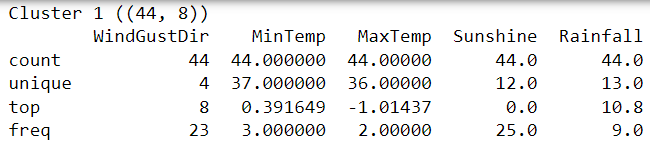 Cluster 1 ((44, 8))
WindGustDir MinTemp MaxTemp Sunshine Rainfall
count 44 44.000000 44.00000 44.0 44.0
unique 4 37.000000 36.00000 12.0 13.0
top 8 0.391649 -1.01437 0.0 10.8
freq 23 3.000000 2.00000 25.0 9.0